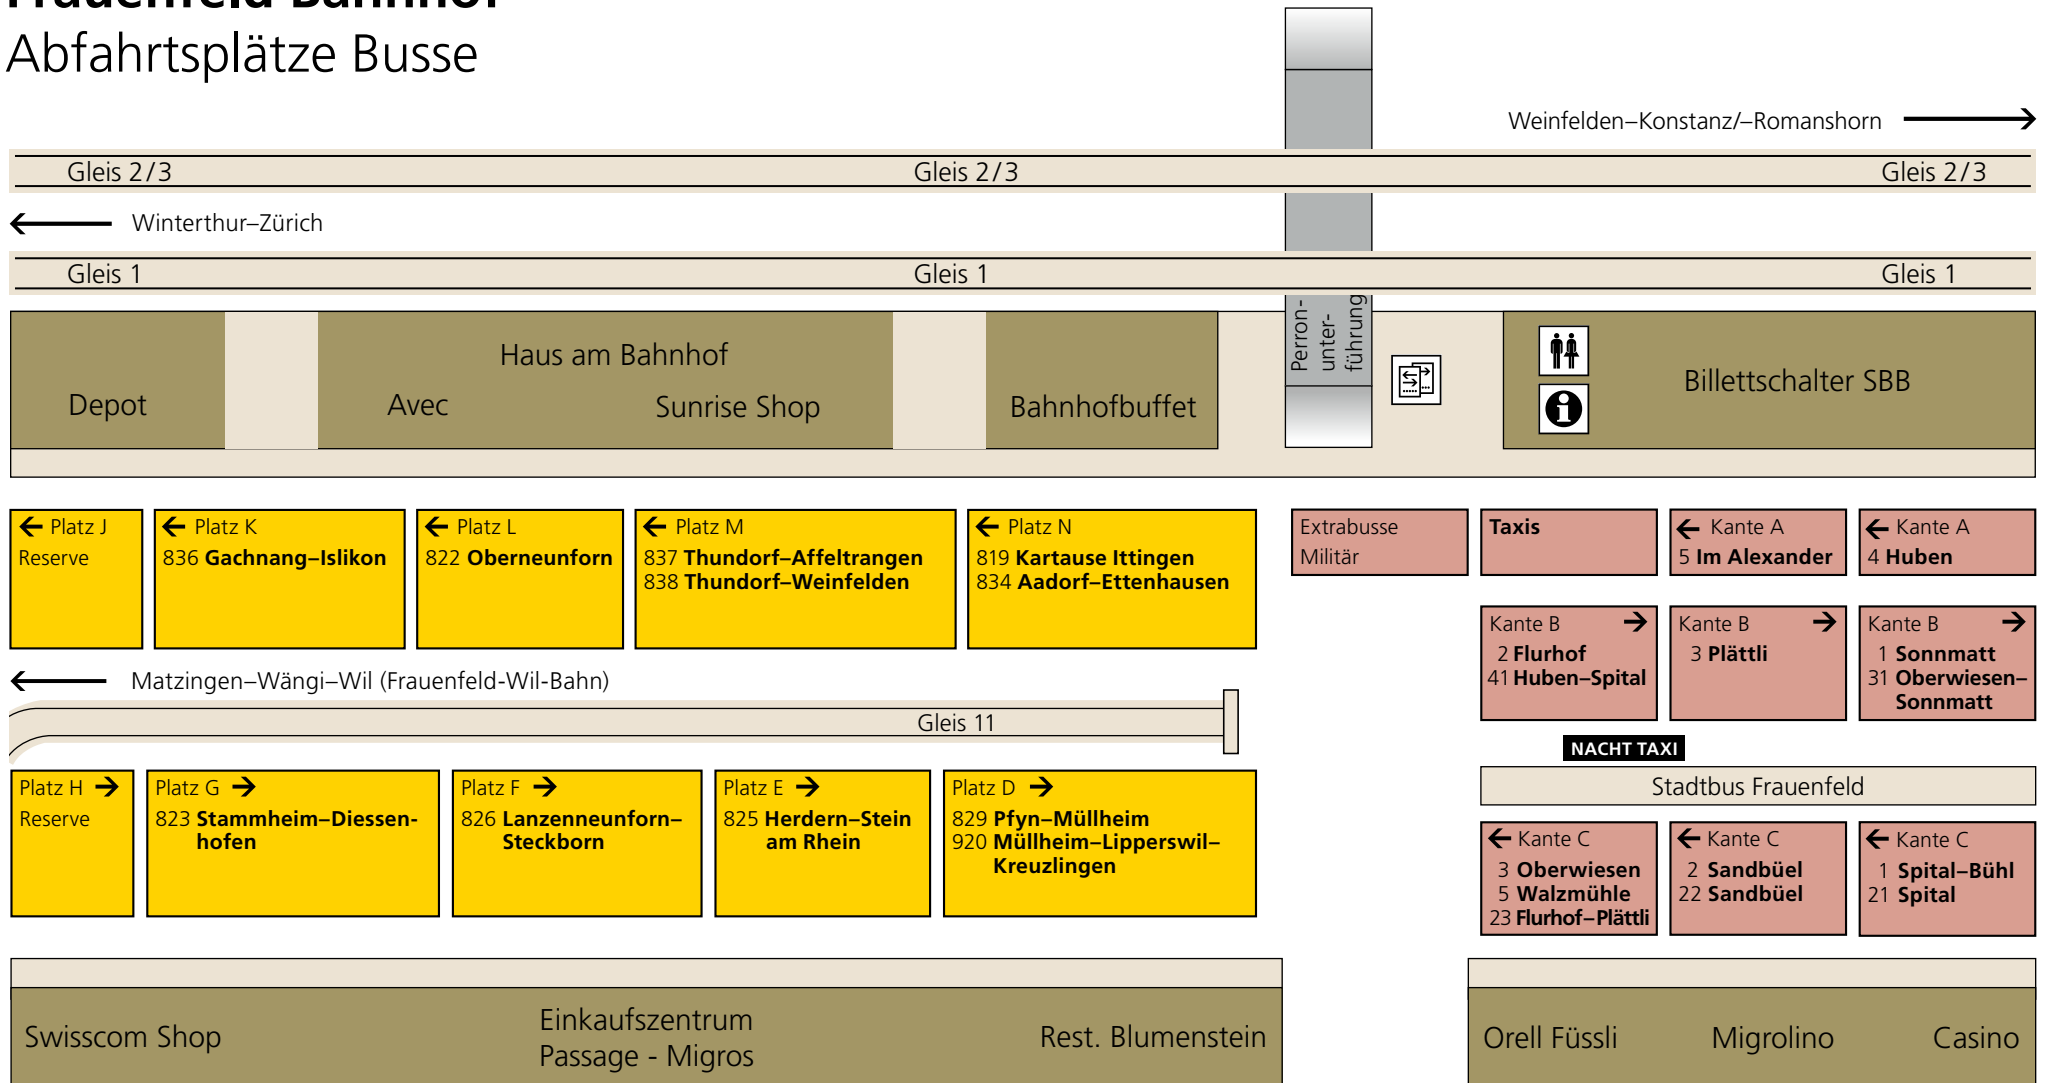 Frauenfeld Bahnhof
Abfahrtsplätze Busse
Weinfelden–Konstanz/–Romanshorn
Gleis 2/3 Gleis 2/3 Gleis 2/3
Winterthur–Zürich
Gleis 1 Gleis 1 Gleis 1
Perron-
unter-
führung
Haus am Bahnhof
Depot
Avec
Sunrise Shop
Bahnhofbuffet
Billettschalter SBB
Platz J
Reserve
Platz K
836 Gachnang–Islikon
Platz L
822 Oberneunforn
Platz M
837 Thundorf–Affeltrangen
838 Thundorf–Weinfelden
Platz N
819 Kartause Ittingen
834 Aadorf–Ettenhausen
Extrabusse
Militär
Taxis
Kante A
5 Im Alexander
Kante A
4 Huben
Kante B
2 Flurhof
41 Huben–Spital
Kante B
3 Plättli
Kante B
1 Sonnmatt
31 Oberwiesen–
Sonnmatt
Matzingen–Wängi–Wil (Frauenfeld-Wil-Bahn)
Gleis 11
NACHT TAXI
Stadtbus Frauenfeld
Platz H
Reserve
Platz G
823 Stammheim–Diessen-
hofen
Platz F
826 Lanzenneunforn–
Steckborn
Platz E
825 Herdern–Stein
am Rhein
Platz D
829 Pfyn–Müllheim
920 Müllheim–Lipperswil–
Kreuzlingen
Kante C
3 Oberwiesen
5 Walzmühle
23 Flurhof–Plättli
Kante C
2 Sandbüel
22 Sandbüel
Kante C
1 Spital–Bühl
21 Spital
Swisscom Shop
Einkaufszentrum
Passage - Migros
Rest. Blumenstein
Orell Füssli
Migrolino
Casino